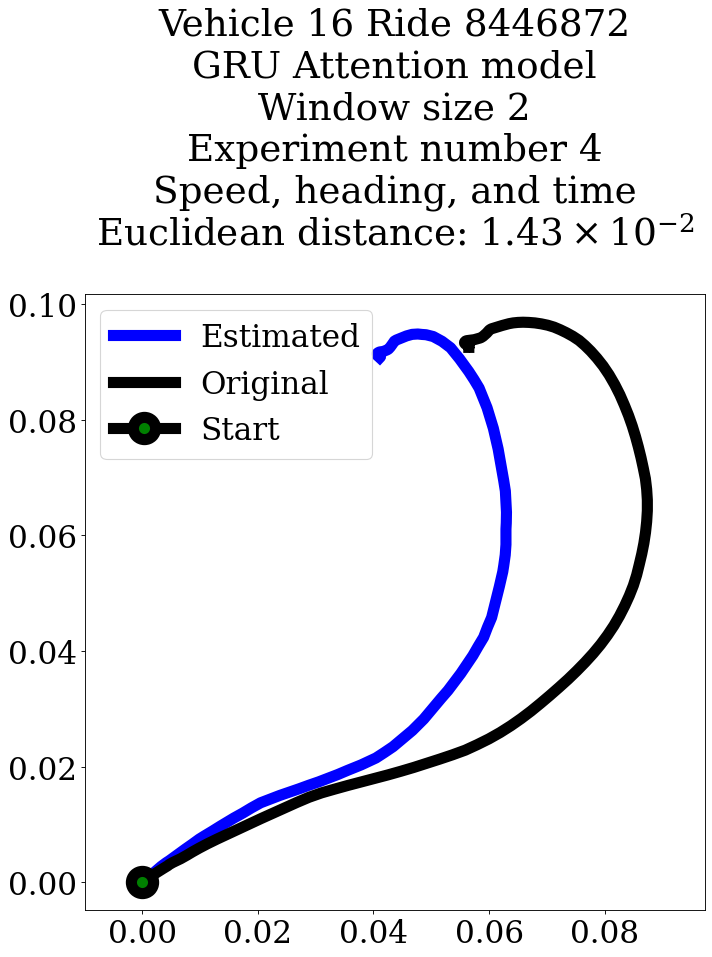 Vehicle 16 Ride 8446872
GRU Attention model
Window size 2
Experiment number 4
Speed, heading, and time
Euclidean distance: 1.43 × 10⁻²
0.10
0.08
0.06
0.04
0.02
0.00
Estimated
Original
Start
0.00 0.02 0.04 0.06 0.08